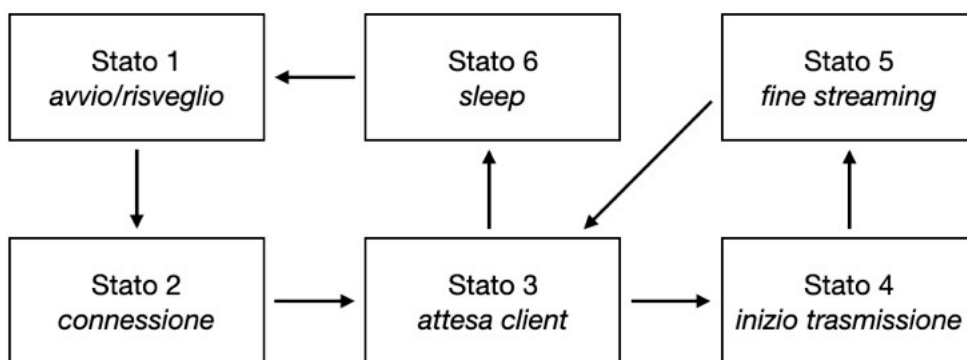 Stato 1
avvio/risveglio
Stato 6
sleep
Stato 5
fine streaming
Stato 2
connessione
Stato 3
attesa client
Stato 4
inizio trasmissione